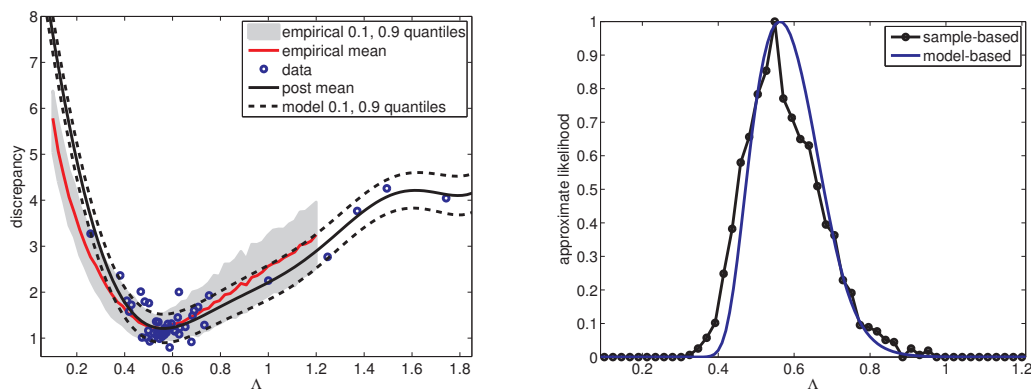 8
7
6
5
4
3
2
1
discrepancy
empirical 0.1, 0.9 quantiles
empirical mean
data
post mean
model 0.1, 0.9 quantiles
0.2 0.4 0.6 0.8 1 1.2 1.4 1.6 1.8
Λ
1
0.9
0.8
0.7
0.6
0.5
0.4
0.3
0.2
0.1
0
approximate likelihood
sample-based
model-based
0.2 0.4 0.6 0.8 1 1.2
Λ